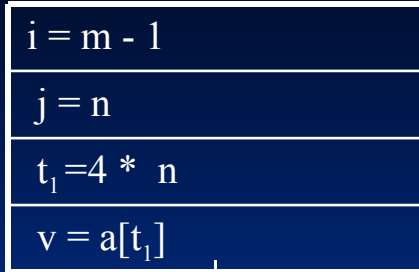 i = m - 1
j = n
t₁ =4 * n
v = a[t₁]